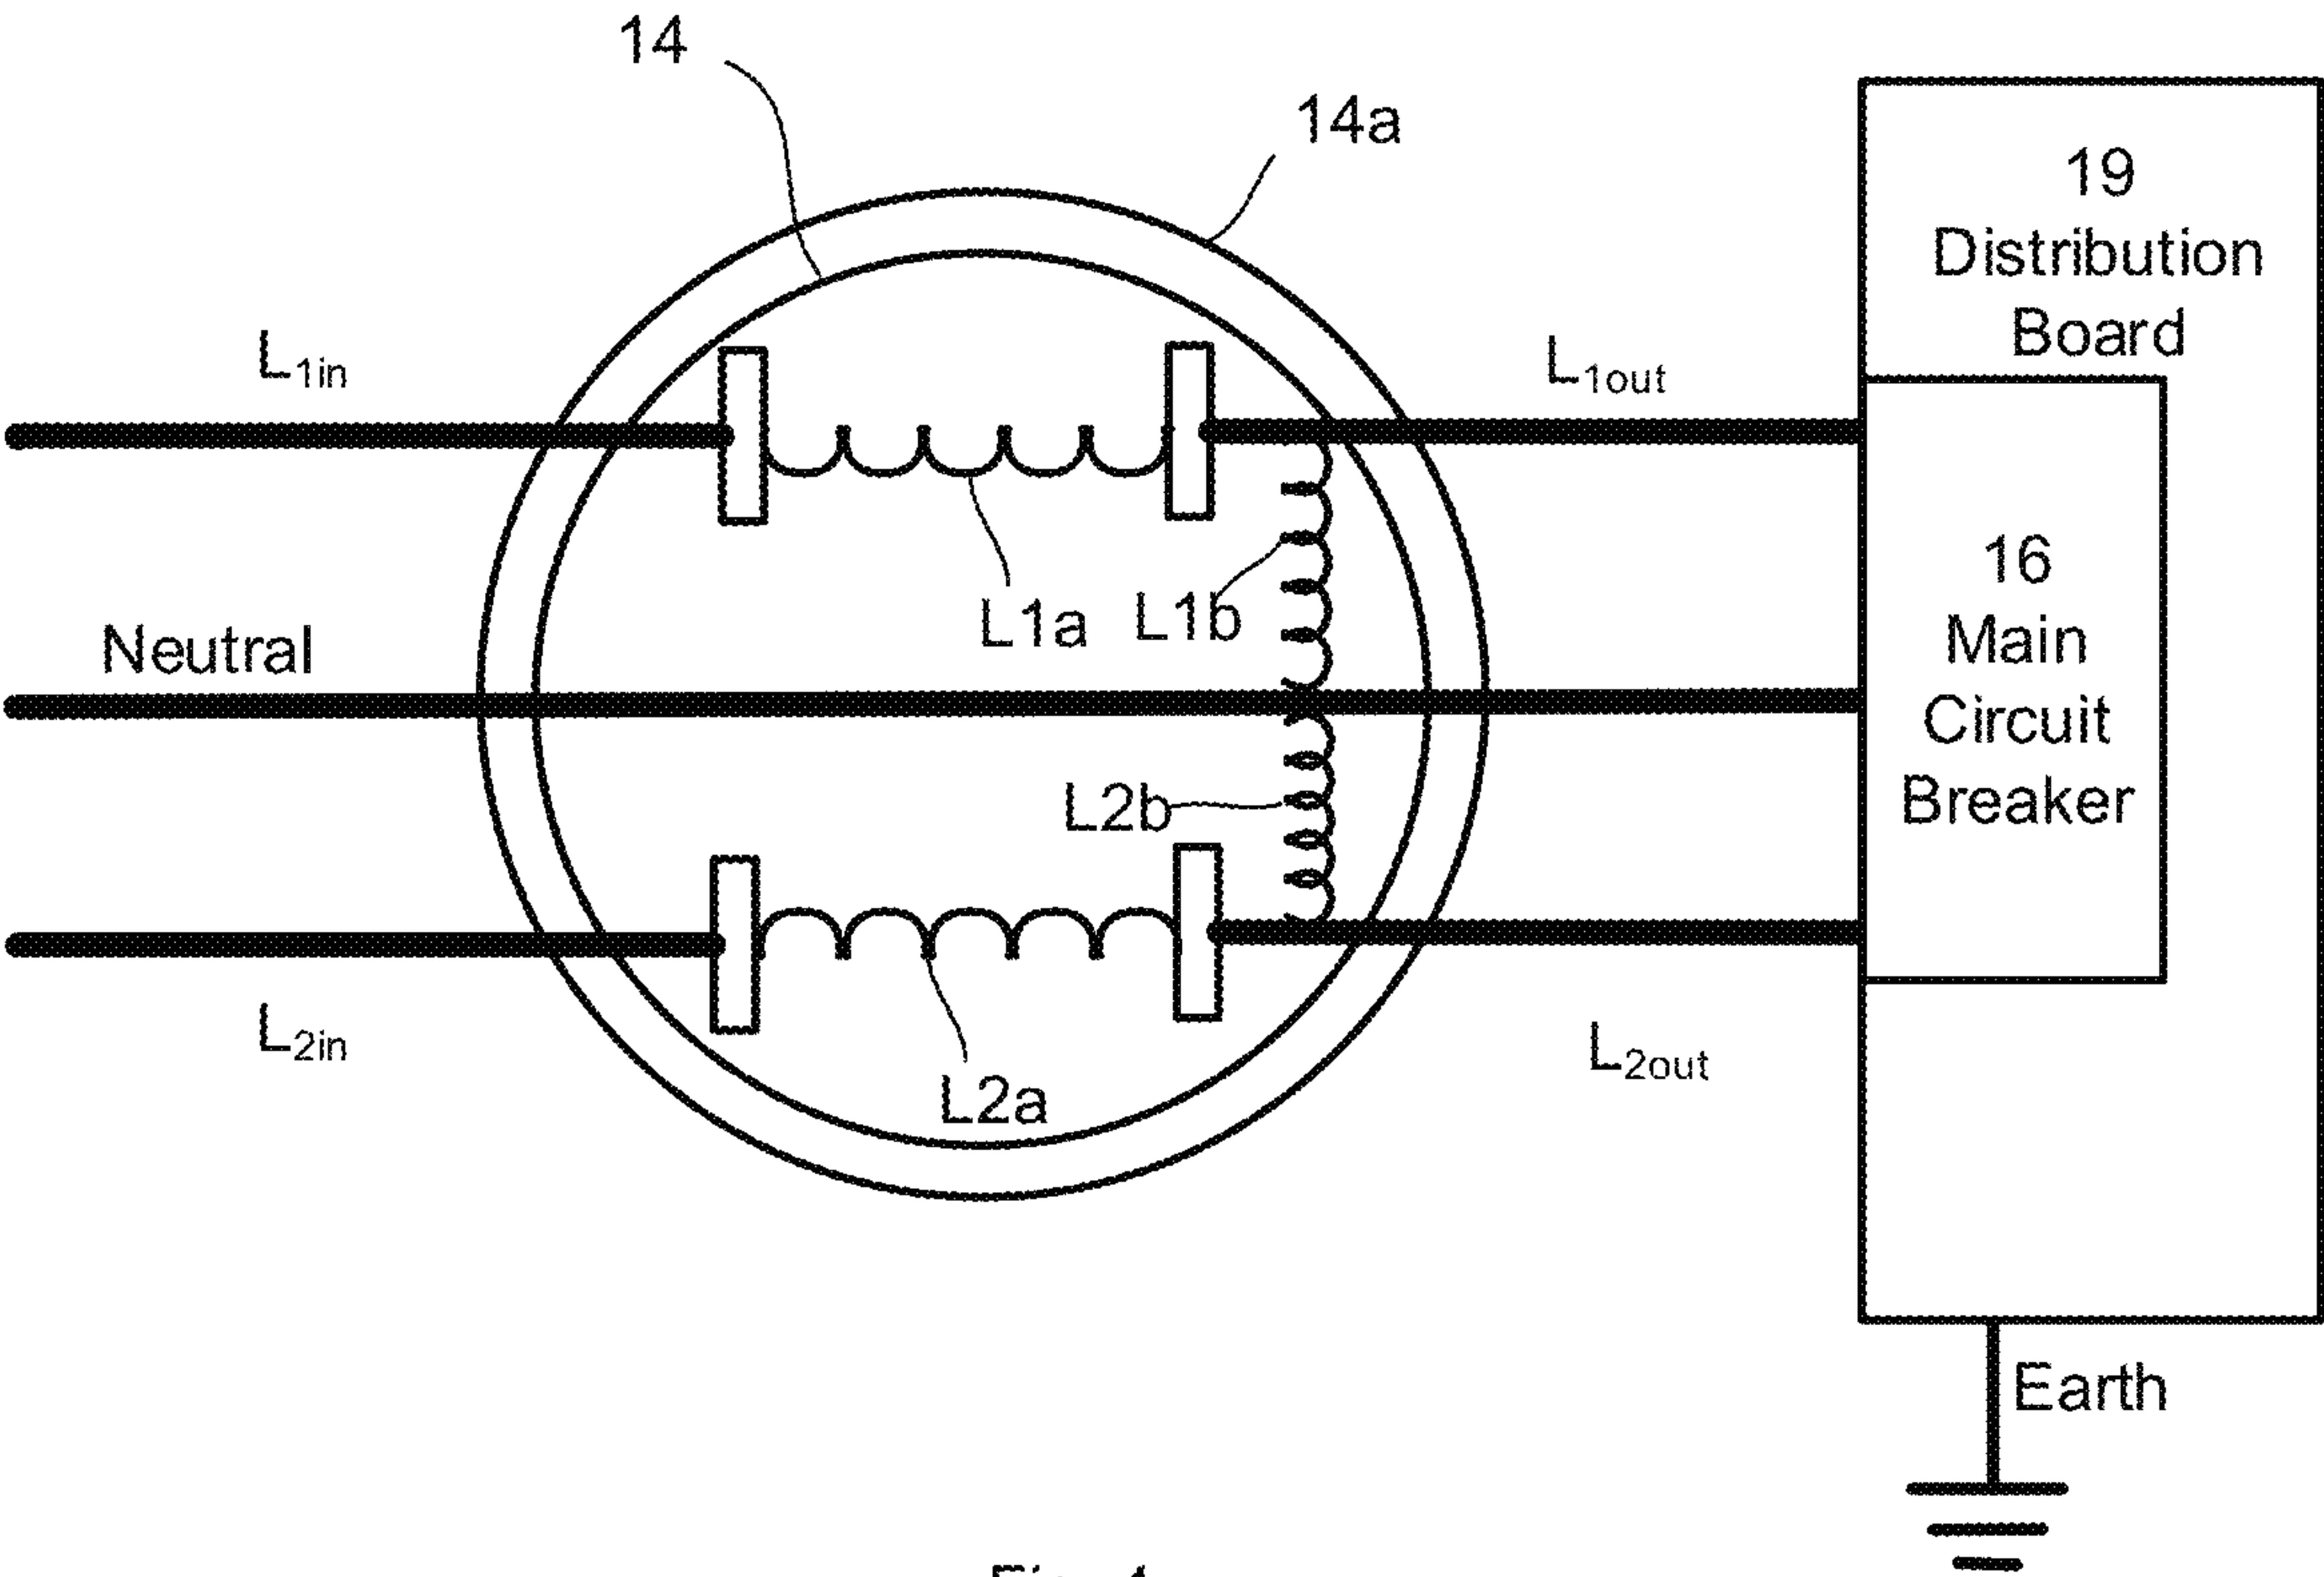 14
14a
19
Distribution
Board
L1in
L1out
L1a
L1b
16
Main
Circuit
Breaker
Neutral
L2b
L2in
L2out
L2a
Earth